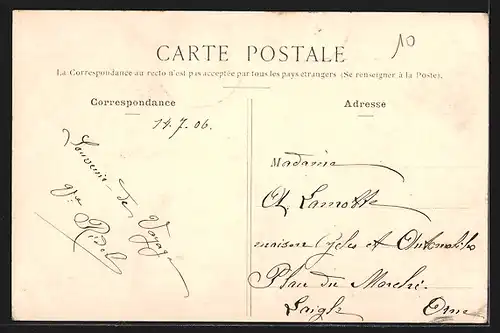 10
CARTE POSTALE
La Correspondance au recto n'est pas acceptée par tous les pays étrangers (Se renseigner à la Poste).
Correspondance
14.7.06.
Souvenir de Voyage
Ridel
Adresse
Madame
Ch. Lamotte
maison Cycles et Automobiles
Place du Marché
Laigle Orne